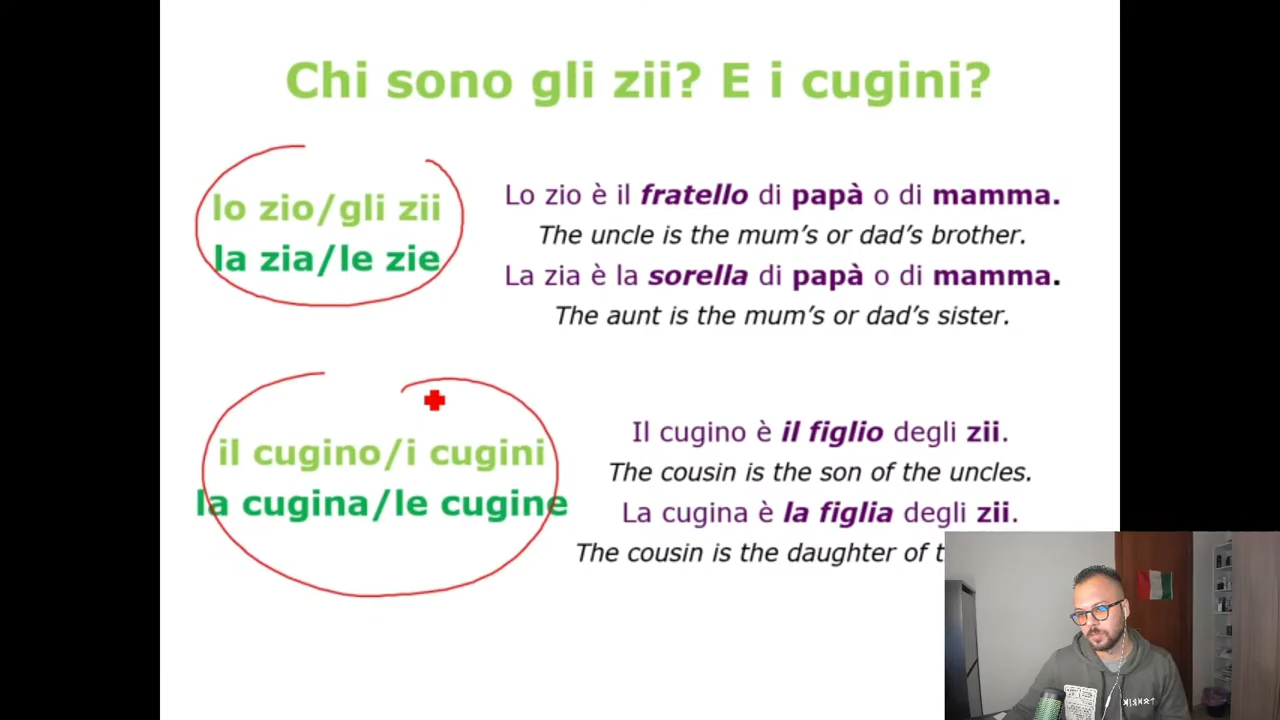 Chi sono gli zii? E i cugini?
lo zio/gli zii
la zia/le zie
Lo zio è il fratello di papà o di mamma.
The uncle is the mum’s or dad’s brother.
La zia è la sorella di papà o di mamma.
The aunt is the mum’s or dad’s sister.
il cugino/i cugini
la cugina/le cugine
Il cugino è il figlio degli zii.
The cousin is the son of the uncles.
La cugina è la figlia degli zii.
The cousin is the daughter of